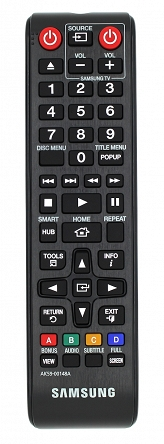 SOURCE
VOL VOL
SAMSUNG TV
1 2 3
4 5 6
7 8 9
DISC MENU TITLE MENU
0 POPUP
SMART HOME REPEAT
HUB
TOOLS INFO
RETURN EXIT
A B C D
BONUS AUDIO SUBTITLE FULL
VIEW SCREEN
AK59-00148A
SAMSUNG